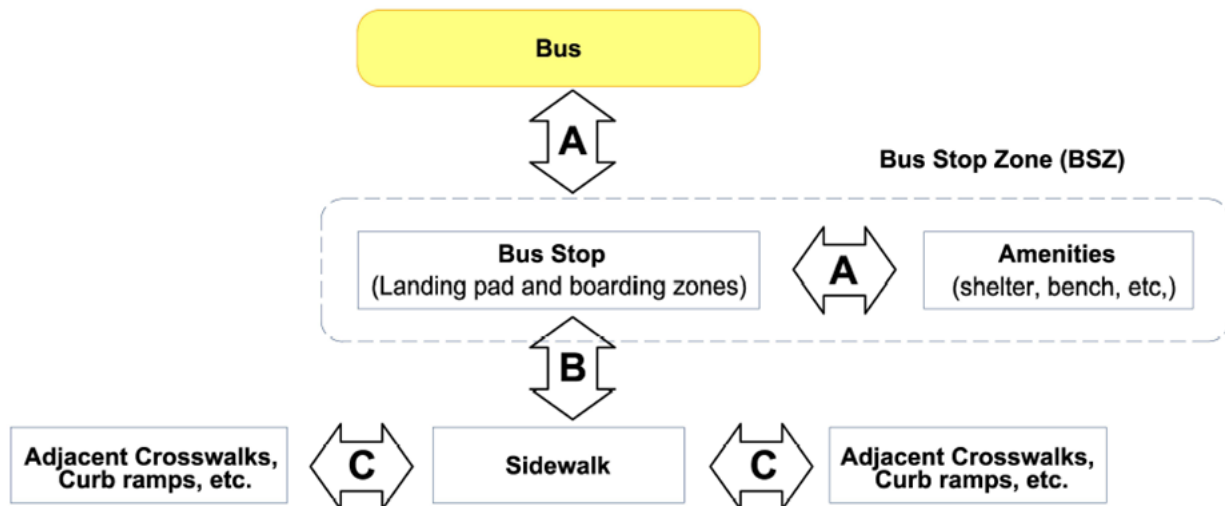 Bus
A
Bus Stop Zone (BSZ)
Bus Stop
(Landing pad and boarding zones)
A
Amenities
(shelter, bench, etc,)
B
Adjacent Crosswalks,
Curb ramps, etc.
C
Sidewalk
C
Adjacent Crosswalks,
Curb ramps, etc.